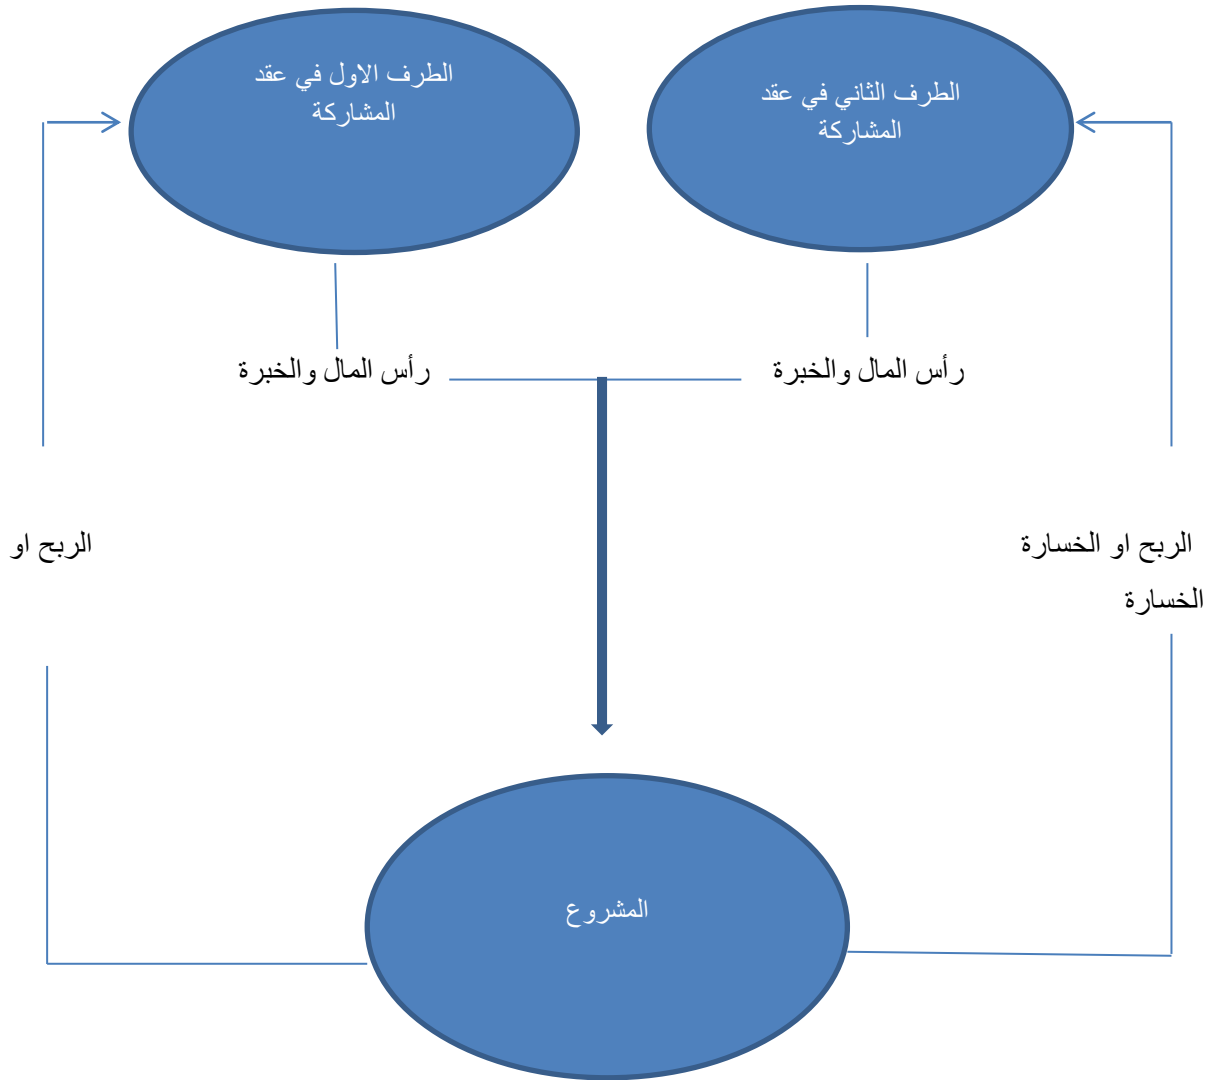 الطرف الثاني في عقد
المشاركة
الطرف الاول في عقد
المشاركة
رأس المال والخبرة
رأس المال والخبرة
الربح او الخسارة
الربح او
الخسارة
المشروع